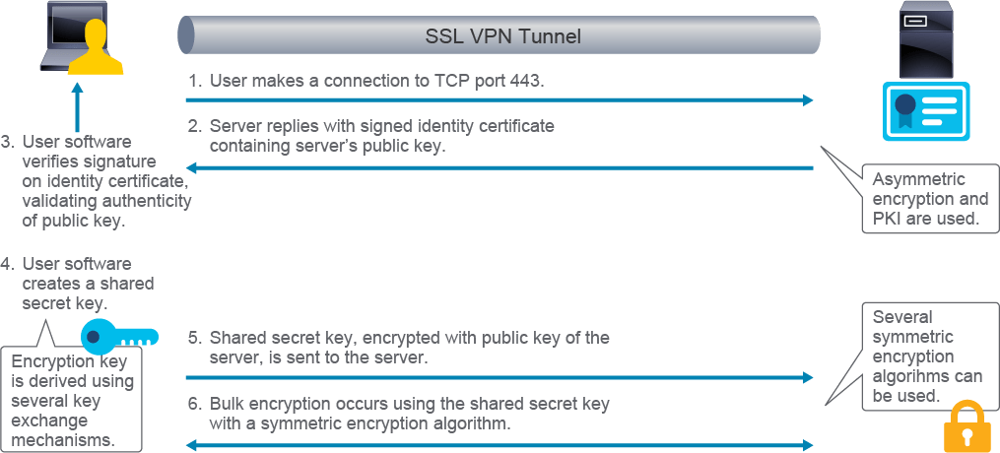 SSL VPN Tunnel
1. User makes a connection to TCP port 443.
2. Server replies with signed identity certificate
containing server's public key.
3. User software
verifies signature
on identity certificate,
validating authenticity
of public key.
Asymmetric
encryption and
PKI are used.
4. User software
creates a shared
secret key.
Encryption key
is derived using
several key
exchange
mechanisms.
5. Shared secret key, encrypted with public key of the
server, is sent to the server.
6. Bulk encryption occurs using the shared secret key
with a symmetric encryption algorithm.
Several
symmetric
encryption
algorihms can
be used.